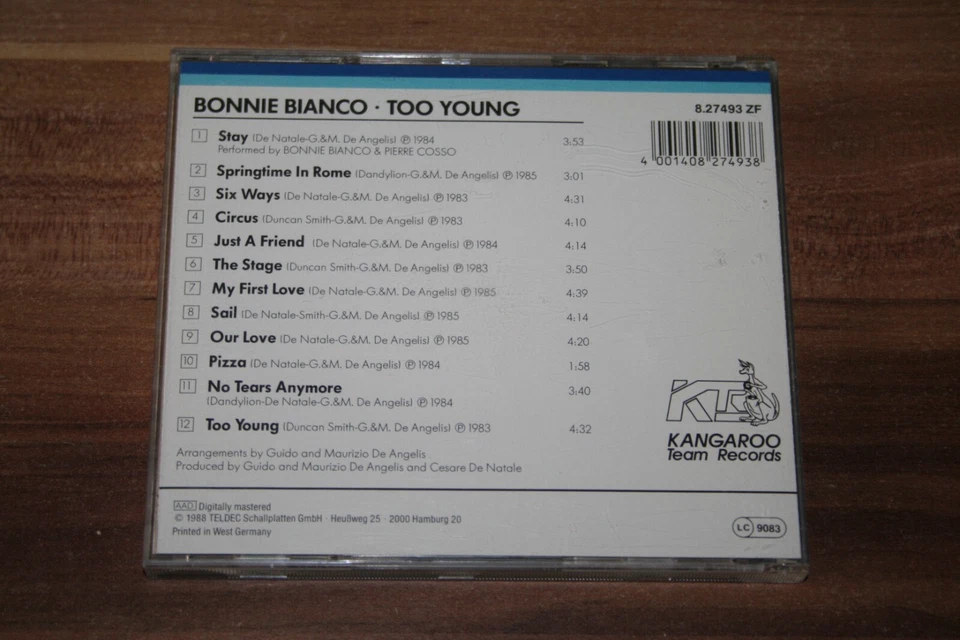 BONNIE BIANCO · TOO YOUNG
8.27493 ZF
4 001408 274938
1 Stay (De Natale-G.&M. De Angelis) ℗ 1984 3:53
Performed by BONNIE BIANCO & PIERRE COSSO
2 Springtime In Rome (Dandylion-G.&M. De Angelis) ℗ 1985 3:01
3 Six Ways (De Natale-G.&M. De Angelis) ℗ 1983 4:31
4 Circus (Duncan Smith-G.&M. De Angelis) ℗ 1983 4:10
5 Just A Friend (De Natale-G.&M. De Angelis) ℗ 1984 4:14
6 The Stage (Duncan Smith-G.&M. De Angelis) ℗ 1983 3:50
7 My First Love (De Natale-G.&M. De Angelis) ℗ 1985 4:39
8 Sail (De Natale-Smith-G.&M. De Angelis) ℗ 1985 4:14
9 Our Love (De Natale-G.&M. De Angelis) ℗ 1985 4:20
10 Pizza (De Natale-G.&M. De Angelis) ℗ 1984 1:58
11 No Tears Anymore 3:40
(Dandylion-De Natale-G.&M. De Angelis) ℗ 1984
12 Too Young (Duncan Smith-G.&M. De Angelis) ℗ 1983 4:32
KTR
KANGAROO
Team Records
Arrangements by Guido and Maurizio De Angelis
Produced by Guido and Maurizio De Angelis and Cesare De Natale
AAD Digitally mastered
© 1988 TELDEC Schallplatten GmbH · Heußweg 25 · 2000 Hamburg 20
Printed in West Germany
LC 9083